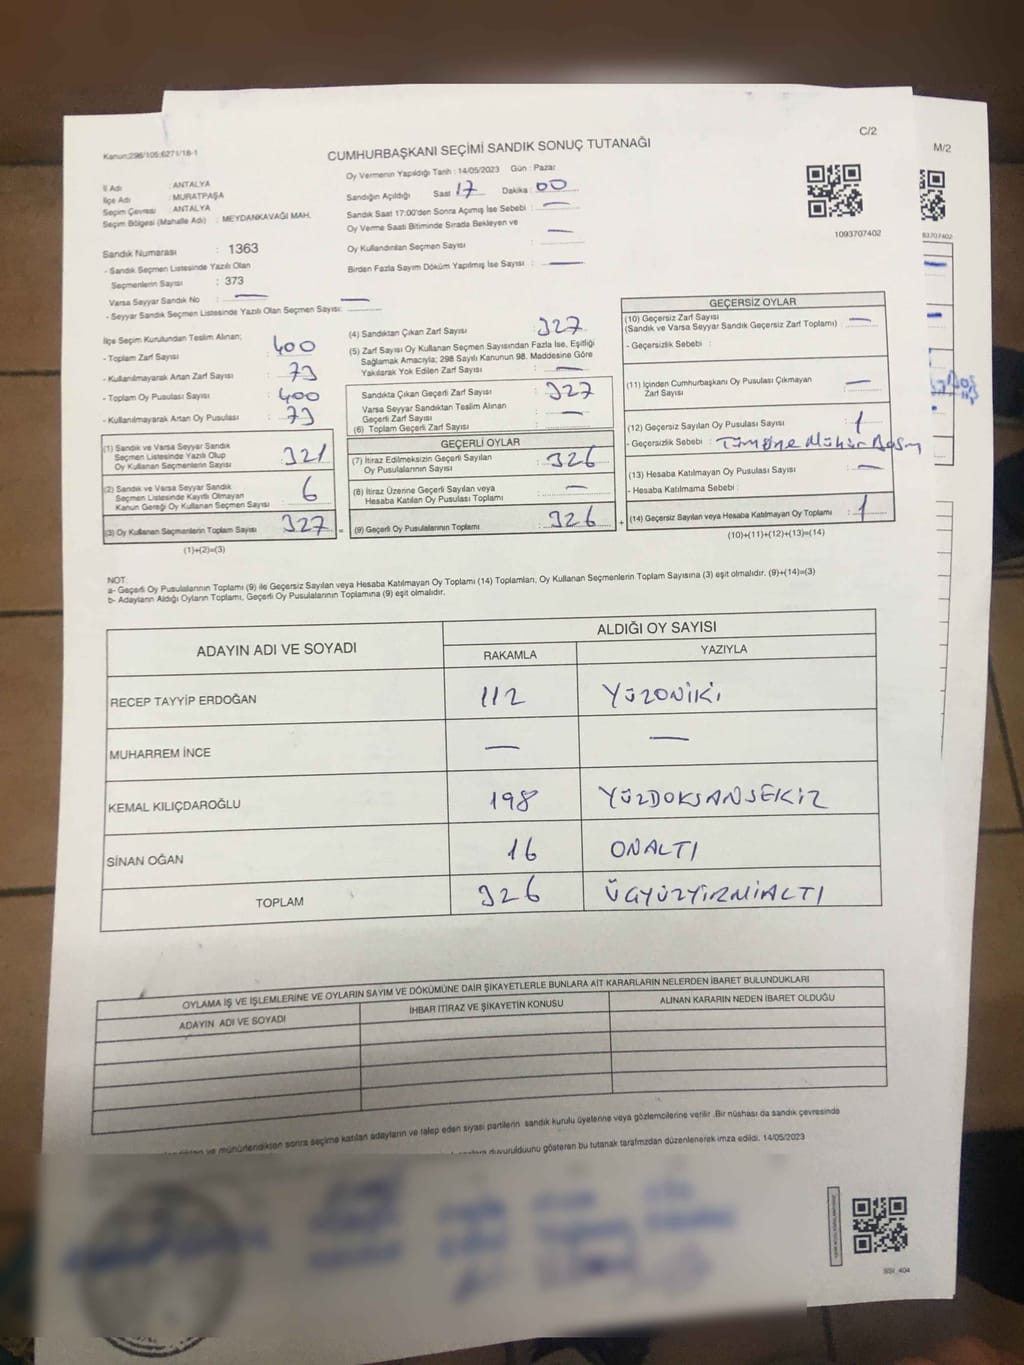 C/2
M/2
Kanun;298/105;6271/18-1
CUMHURBAŞKANI SEÇİMİ SANDIK SONUÇ TUTANAĞI
Oy Vermenin Yapıldığı Tarih : 14/05/2023 Gün : Pazar
İl Adı : ANTALYA
İlçe Adı : MURATPAŞA
Seçim Çevresi : ANTALYA
Seçim Bölgesi (Mahalle Adı) : MEYDANKAVAĞI MAH.
Sandığın Açıldığı Saat 17 Dakika : 00
Sandık Saat 17:00'den Sonra Açımış İse Sebebi : —
Oy Verme Saati Bitiminde Sırada Bekleyen ve
Oy Kullandırılan Seçmen Sayısı : —
Birden Fazla Sayım Döküm Yapılmış İse Sayısı : —
1093707402
93707402
Sandık Numarası : 1363
- Sandık Seçmen Listesinde Yazılı Olan
Seçmenlerin Sayısı : 373
Varsa Seyyar Sandık No : —
- Seyyar Sandık Seçmen Listesinde Yazılı Olan Seçmen Sayısı: —
İlçe Seçim Kurulundan Teslim Alınan;
- Toplam Zarf Sayısı : 400
- Kullanılmayarak Artan Zarf Sayısı : 73
- Toplam Oy Pusulası Sayısı : 400
- Kullanılmayarak Artan Oy Pusulası : 73
(1) Sandık ve Varsa Seyyar Sandık
Seçmen Listesinde Yazılı Olup
Oy Kullanan Seçmenlerin Sayısı : 321
(2) Sandık ve Varsa Seyyar Sandık
Seçmen Listesinde Kayıtlı Olmayan
Kanun Gereği Oy Kullanan Seçmen Sayısı : 6
(3) Oy Kullanan Seçmenlerin Toplam Sayısı : 327 =
(1)+(2)=(3)
(4) Sandıktan Çıkan Zarf Sayısı : 327
(5) Zarf Sayısı Oy Kullanan Seçmen Sayısından Fazla İse, Eşitliği
Sağlamak Amacıyla; 298 Sayılı Kanunun 98. Maddesine Göre
Yakılarak Yok Edilen Zarf Sayısı : —
Sandıkta Çıkan Geçerli Zarf Sayısı : 327
Varsa Seyyar Sandıktan Teslim Alınan
Geçerli Zarf Sayısı : —
(6) Toplam Geçerli Zarf Sayısı :
GEÇERLİ OYLAR
(7) İtiraz Edilmeksizin Geçerli Sayılan
Oy Pusulalarının Sayısı : 326
(8) İtiraz Üzerine Geçerli Sayılan veya
Hesaba Katılan Oy Pusulası Toplamı : —
(9) Geçerli Oy Pusulalarının Toplamı : 326 +
GEÇERSİZ OYLAR
(10) Geçersiz Zarf Sayısı : —
(Sandık ve Varsa Seyyar Sandık Geçersiz Zarf Toplamı)
- Geçersizlik Sebebi :
(11) İçinden Cumhurbaşkanı Oy Pusulası Çıkmayan
Zarf Sayısı : —
(12) Geçersiz Sayılan Oy Pusulası Sayısı : 1
- Geçersizlik Sebebi : Tümüne Mühür Basım
(13) Hesaba Katılmayan Oy Pusulası Sayısı : —
- Hesaba Katılmama Sebebi :
(14) Geçersiz Sayılan veya Hesaba Katılmayan Oy Toplamı : 1
(10)+(11)+(12)+(13)=(14)
NOT:
a- Geçerli Oy Pusulalarının Toplamı (9) ile Geçersiz Sayılan veya Hesaba Katılmayan Oy Toplamı (14) Toplamları, Oy Kullanan Seçmenlerin Toplam Sayısına (3) eşit olmalıdır. (9)+(14)=(3)
b- Adayların Aldığı Oyların Toplamı, Geçerli Oy Pusulalarının Toplamına (9) eşit olmalıdır.
ADAYIN ADI VE SOYADI
ALDIĞI OY SAYISI
RAKAMLA YAZIYLA
RECEP TAYYİP ERDOĞAN 112 YÜZONİKİ
MUHARREM İNCE — —
KEMAL KILIÇDAROĞLU 198 YÜZDOKSANSEKİZ
SİNAN OĞAN 16 ONALTI
TOPLAM 326 ÜÇYÜZYİRMİALTI
OYLAMA İŞ VE İŞLEMLERİNE VE OYLARIN SAYIM VE DÖKÜMÜNE DAİR ŞİKAYETLERLE BUNLARA AİT KARARLARIN NELERDEN İBARET BULUNDUKLARI
ADAYIN ADI VE SOYADI İHBAR İTİRAZ VE ŞİKAYETİN KONUSU ALINAN KARARIN NEDEN İBARET OLDUĞU
ve mühürlendikten sonra seçime katılan adayların ve talep eden siyasi partilerin sandık kurulu üyelerine veya gözlemcilerine verilir .Bir nüshası da sandık çevresinde
duyurulduunu gösteren bu tutanak tarafımzdan düzenlenerek imza edildi. 14/05/2023
SSI_404